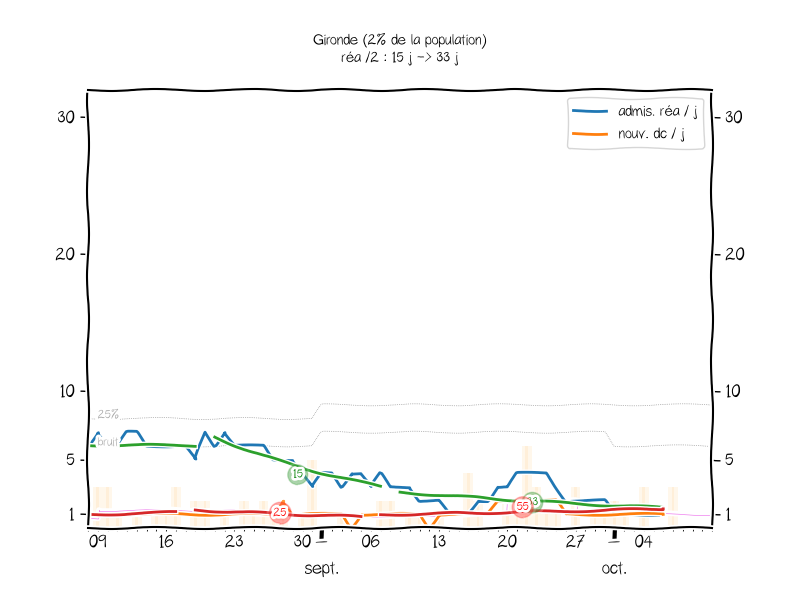 Gironde (2% de la population)
réa /2 : 15 j -> 33 j
admis. réa / j
nouv. dc / j
30
30
20
20
10
10
25%
bruit
5
5
15
33
55
25
1
1
09 16 23 30 06 13 20 27 04
sept. oct.